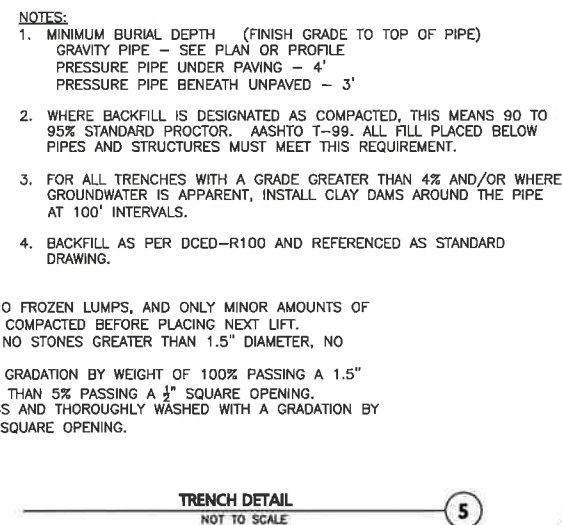 NOTES:
1. MINIMUM BURIAL DEPTH (FINISH GRADE TO TOP OF PIPE)
GRAVITY PIPE – SEE PLAN OR PROFILE
PRESSURE PIPE UNDER PAVING – 4'
PRESSURE PIPE BENEATH UNPAVED – 3'
2. WHERE BACKFILL IS DESIGNATED AS COMPACTED, THIS MEANS 90 TO
95% STANDARD PROCTOR. AASHTO T–99. ALL FILL PLACED BELOW
PIPES AND STRUCTURES MUST MEET THIS REQUIREMENT.
3. FOR ALL TRENCHES WITH A GRADE GREATER THAN 4% AND/OR WHERE
GROUNDWATER IS APPARENT, INSTALL CLAY DAMS AROUND THE PIPE
AT 100' INTERVALS.
4. BACKFILL AS PER DCED–R100 AND REFERENCED AS STANDARD
DRAWING.
O FROZEN LUMPS, AND ONLY MINOR AMOUNTS OF
COMPACTED BEFORE PLACING NEXT LIFT.
NO STONES GREATER THAN 1.5" DIAMETER, NO
GRADATION BY WEIGHT OF 100% PASSING A 1.5"
THAN 5% PASSING A ½" SQUARE OPENING.
S AND THOROUGHLY WASHED WITH A GRADATION BY
SQUARE OPENING.
TRENCH DETAIL
NOT TO SCALE
5